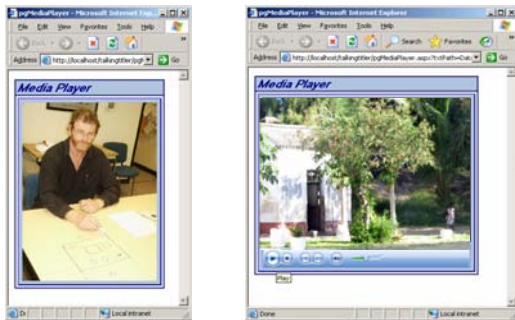 pgMediaPlayer - Microsoft Internet Exp...
File Edit View Favorites Tools Help
Back
Address http://localhost/talkingtitler/pgM Go
Media Player
Local intranet
pgMediaPlayer - Microsoft Internet Explorer
File Edit View Favorites Tools Help
Back Search Favorites
Address http://localhost/talkingtitler/pgMediaPlayer.aspx?txtPath=Dat Go
Media Player
Play
Done Local intranet